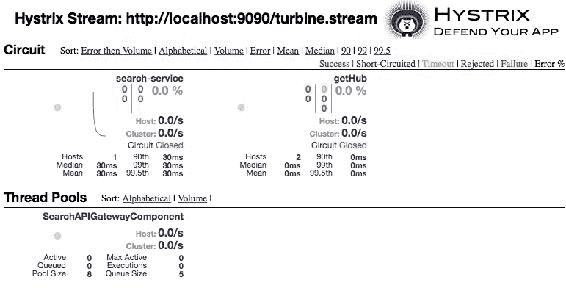 Hystrix Stream: http://localhost:9090/turbine.stream
HYSTRIX
DEFEND YOUR APP
Circuit Sort: Error then Volume | Alphabetical | Volume | Error | Mean | Median | 90 | 99 | 99.5
Success | Short-Circuited | Timeout | Rejected | Failure | Error %
search-service
0 0 0.0 %
0 0
Host: 0.0/s
Cluster: 0.0/s
Circuit Closed
Hosts 1 90th 30ms
Median 30ms 99th 30ms
Mean 30ms 99.5th 30ms
getHub
0 0 0.0 %
0 0
0
Host: 0.0/s
Cluster: 0.0/s
Circuit Closed
Hosts 2 90th 0ms
Median 0ms 99th 0ms
Mean 0ms 99.5th 0ms
Thread Pools Sort: Alphabetical | Volume |
SearchAPIGatewayComponent
Host: 0.0/s
Cluster: 0.0/s
Active 0 Max Active 0
Queued 0 Executions 0
Pool Size 8 Queue Size 5